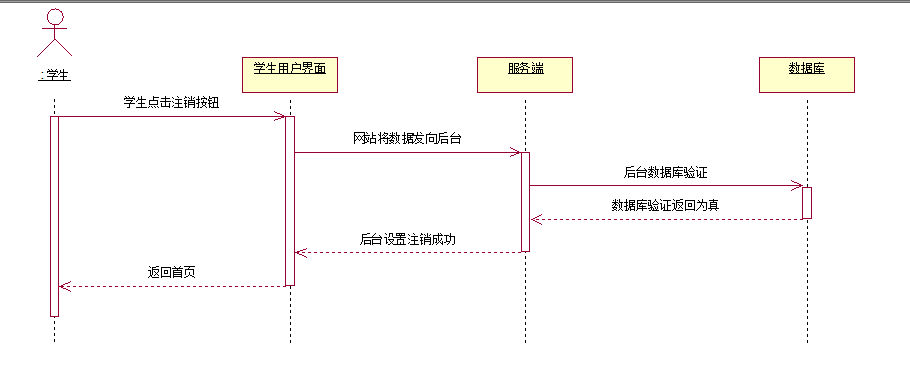 : 学生
学生用户界面
服务端
数据库
学生点击注销按钮
网站将数据发向后台
后台数据库验证
数据库验证返回为真
后台设置注销成功
返回首页